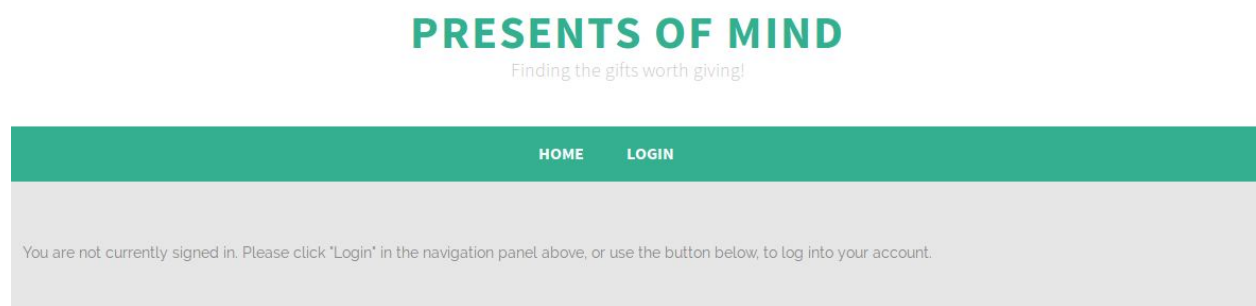 PRESENTS OF MIND
Finding the gifts worth giving!
HOME LOGIN
You are not currently signed in. Please click "Login" in the navigation panel above, or use the button below, to log into your account.